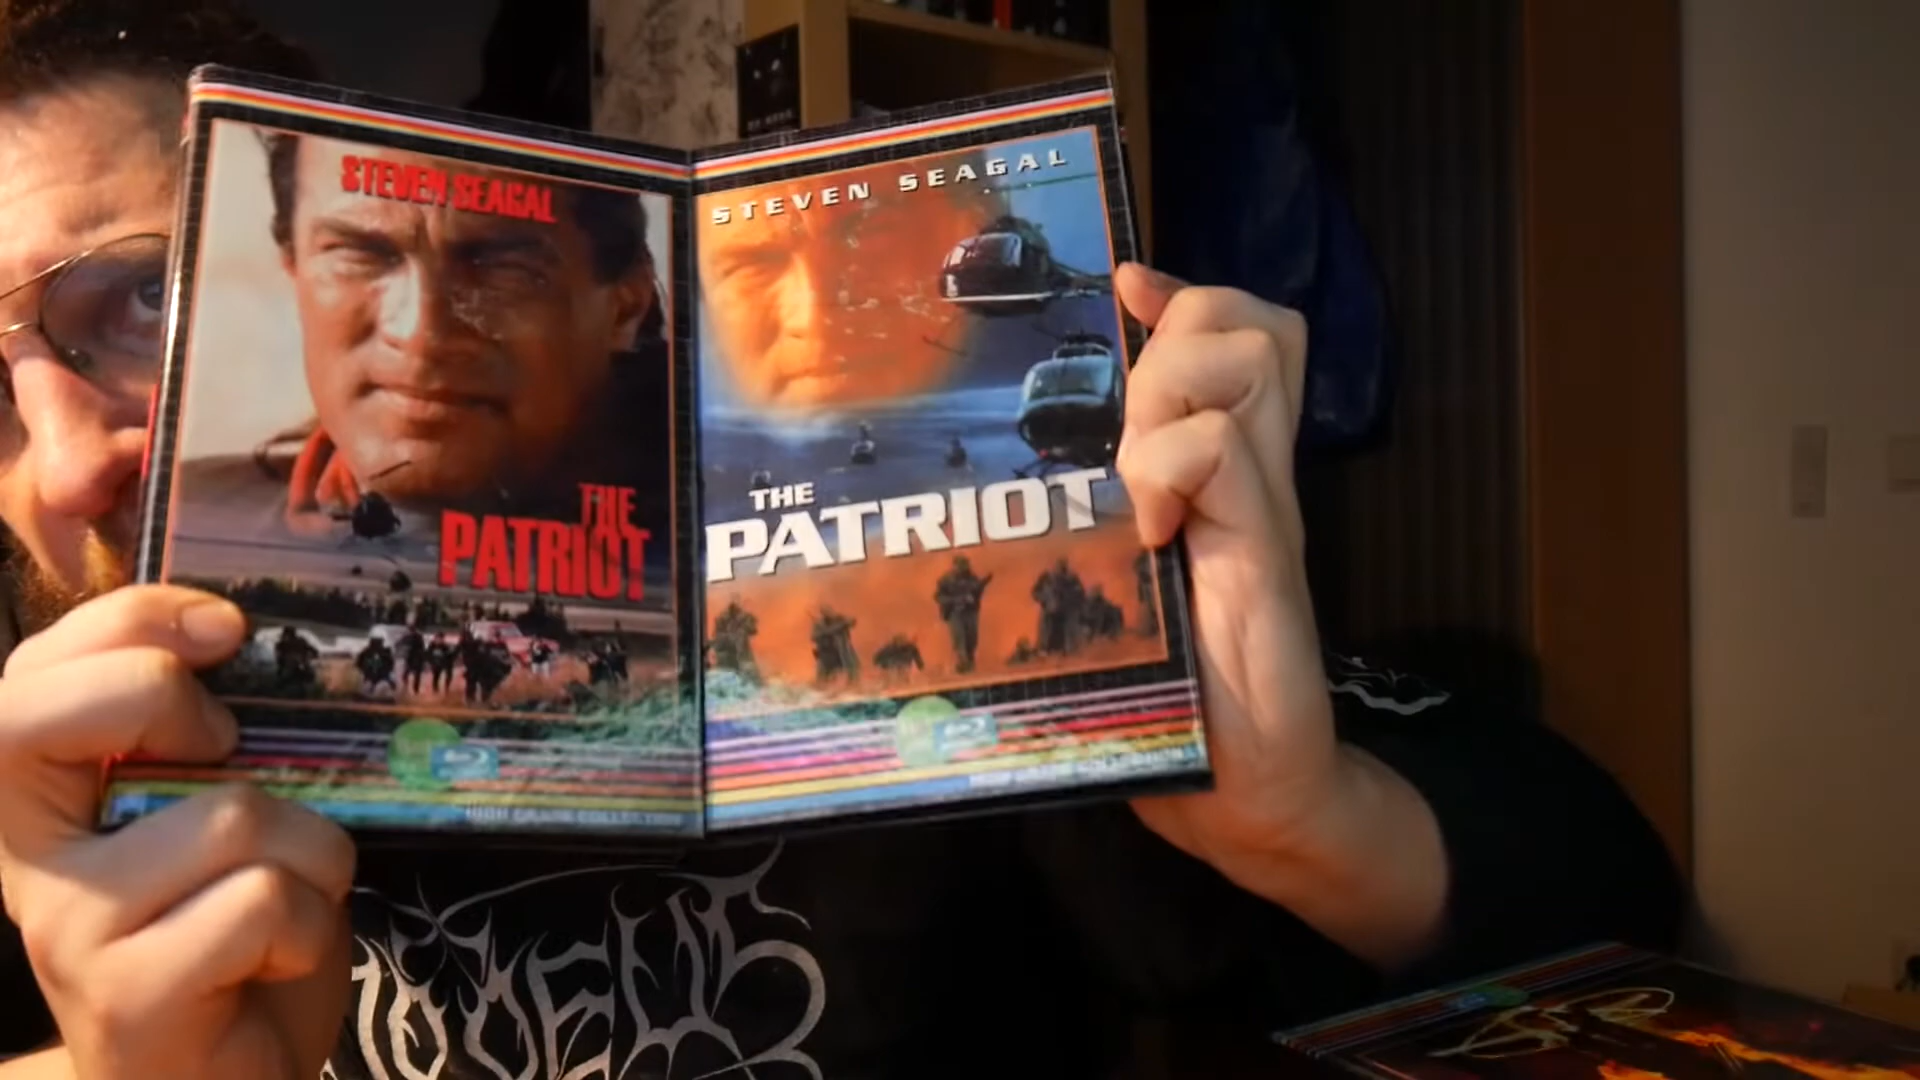 STEVEN SEAGAL
THE
PATRIOT
HIGH GRADE COLLECTION
STEVEN SEAGAL
THE
PATRIOT
HIGH GRADE COLLECTION